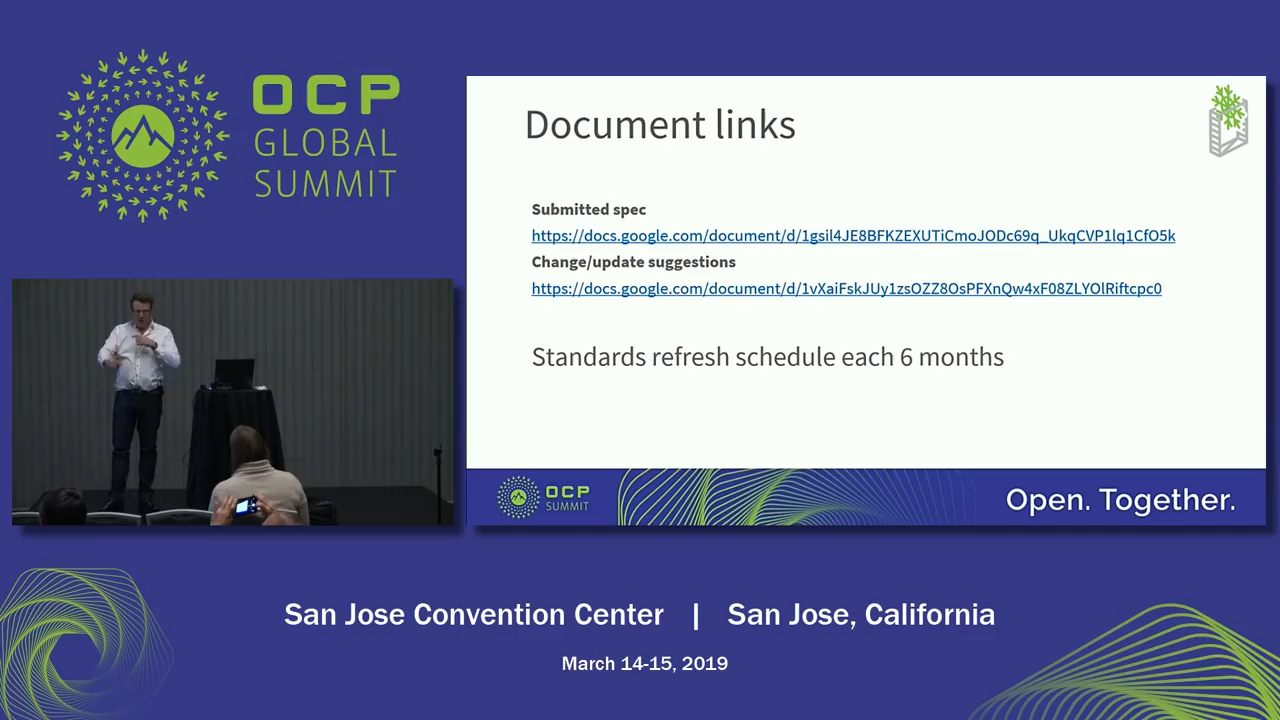 OCP
GLOBAL
SUMMIT
Document links
Submitted spec
https://docs.google.com/document/d/1gsil4JE8BFKZEXUTiCmoJODc69q_UkqCVP1lq1CfO5k
Change/update suggestions
https://docs.google.com/document/d/1vXaiFskJUy1zsOZZ8OsPFXnQw4xF08ZLYOlRiftcpc0
Standards refresh schedule each 6 months
OCP
SUMMIT
Open. Together.
San Jose Convention Center | San Jose, California
March 14-15, 2019